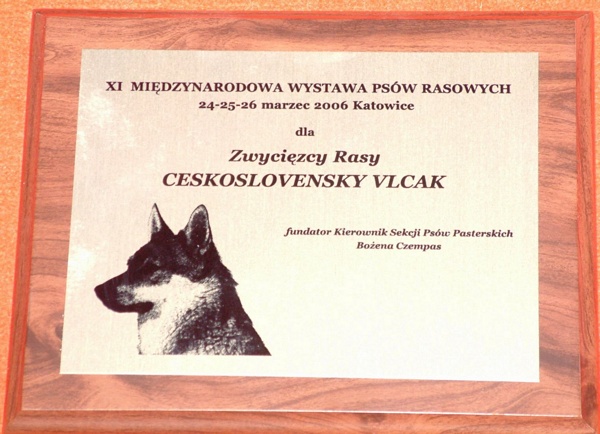 XI MIĘDZYNARODOWA WYSTAWA PSÓW RASOWYCH
24-25-26 marzec 2006 Katowice
dla
Zwycięzcy Rasy
CESKOSLOVENSKY VLCAK
fundator Kierownik Sekcji Psów Pasterskich
Bożena Czempas